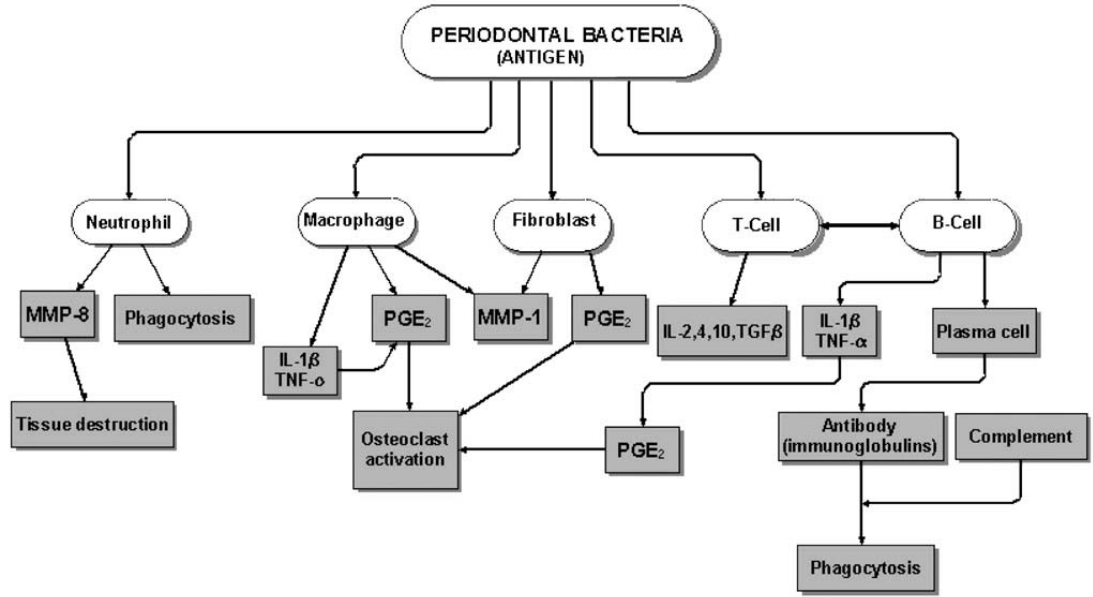 PERIODONTAL BACTERIA
(ANTIGEN)
Neutrophil
Macrophage
Fibroblast
T-Cell
B-Cell
MMP-8
Phagocytosis
PGE₂
MMP-1
PGE₂
IL-2,4,10,TGFβ
IL-1β
TNF-α
Plasma cell
IL-1β
TNF-o
Tissue destruction
Osteoclast
activation
PGE₂
Antibody
(immunoglobulins)
Complement
Phagocytosis